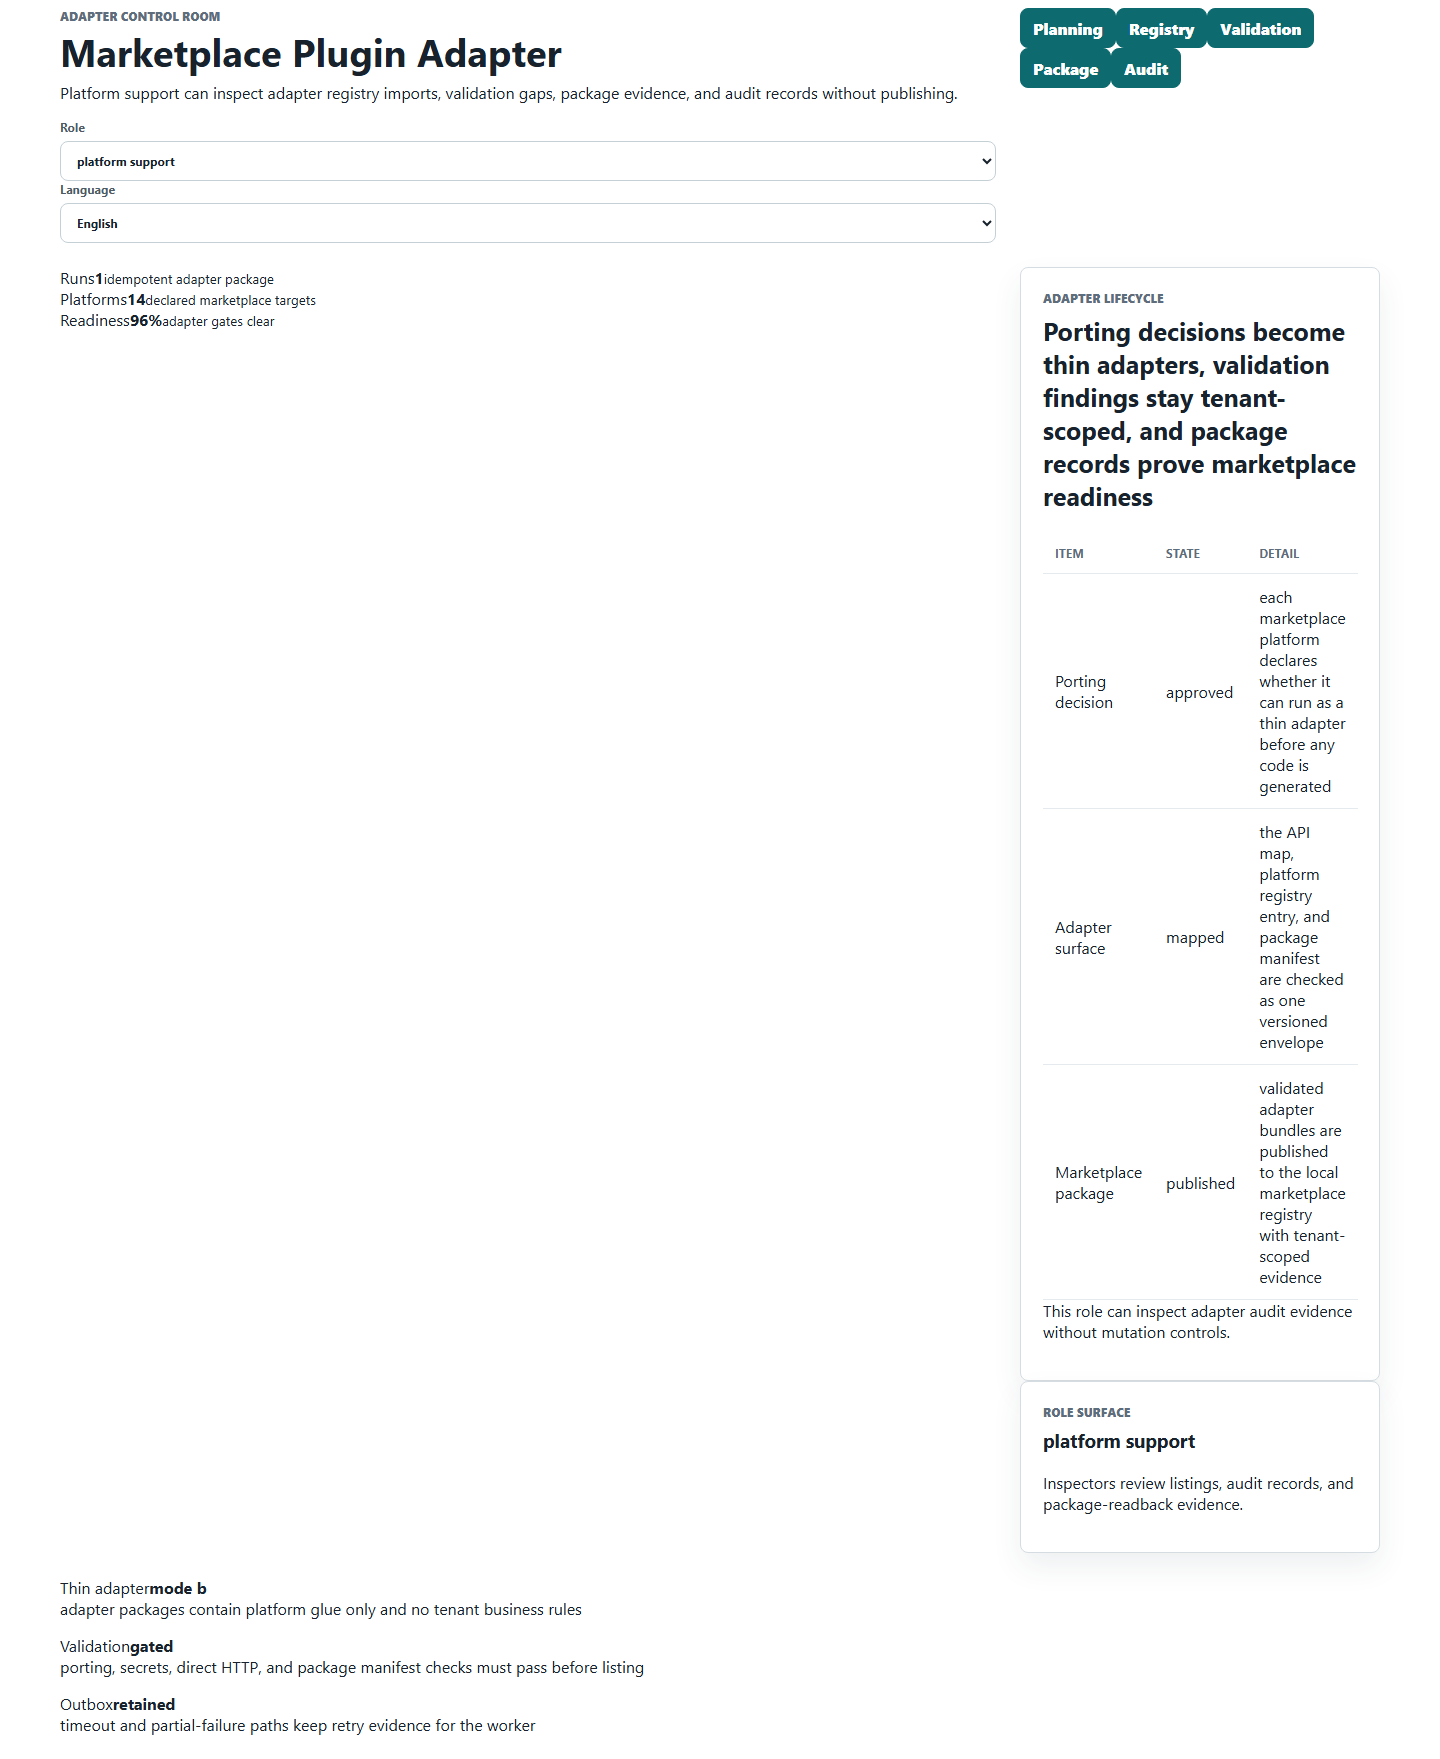 ADAPTER CONTROL ROOM
Marketplace Plugin Adapter
Platform support can inspect adapter registry imports, validation gaps, package evidence, and audit records without publishing.
Role
platform support
Language
English
Planning Registry Validation
Package Audit
Runs1idempotent adapter package
Platforms14declared marketplace targets
Readiness96%adapter gates clear
ADAPTER LIFECYCLE
Porting decisions become
thin adapters, validation
findings stay tenant-
scoped, and package
records prove marketplace
readiness
ITEM STATE DETAIL
Porting
decision
approved
each
marketplace
platform
declares
whether it
can run as a
thin adapter
before any
code is
generated
Adapter
surface
mapped
the API
map,
platform
registry
entry, and
package
manifest
are checked
as one
versioned
envelope
Marketplace
package
published
validated
adapter
bundles are
published
to the local
marketplace
registry
with tenant-
scoped
evidence
This role can inspect adapter audit evidence
without mutation controls.
ROLE SURFACE
platform support
Inspectors review listings, audit records, and
package-readback evidence.
Thin adaptermode b
adapter packages contain platform glue only and no tenant business rules
Validationgated
porting, secrets, direct HTTP, and package manifest checks must pass before listing
Outboxretained
timeout and partial-failure paths keep retry evidence for the worker